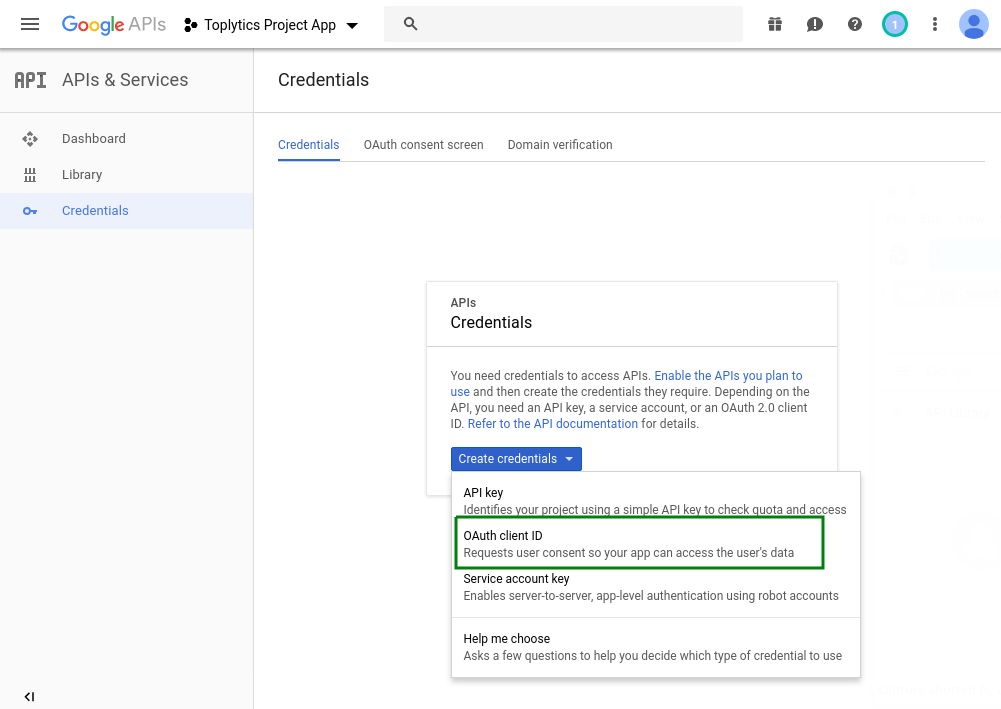 Google APIs
Toplytics Project App
1
API
APIs & Services
Credentials
Dashboard
Library
Credentials
Credentials
OAuth consent screen
Domain verification
APIs
Credentials
You need credentials to access APIs. Enable the APIs you plan to
use and then create the credentials they require. Depending on the
API, you need an API key, a service account, or an OAuth 2.0 client
ID. Refer to the API documentation for details.
Create credentials
API key
Identifies your project using a simple API key to check quota and access
OAuth client ID
Requests user consent so your app can access the user's data
Service account key
Enables server-to-server, app-level authentication using robot accounts
Help me choose
Asks a few questions to help you decide which type of credential to use